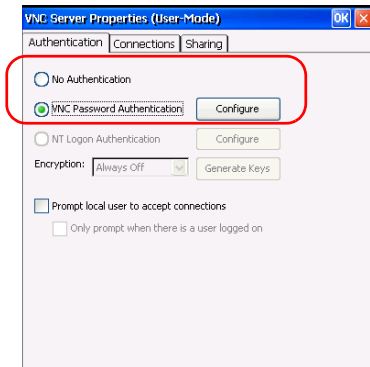 VNC Server Properties (User-Mode) OK
Authentication Connections Sharing
No Authentication
VNC Password Authentication Configure
NT Logon Authentication Configure
Encryption: Always Off Generate Keys
Prompt local user to accept connections
Only prompt when there is a user logged on